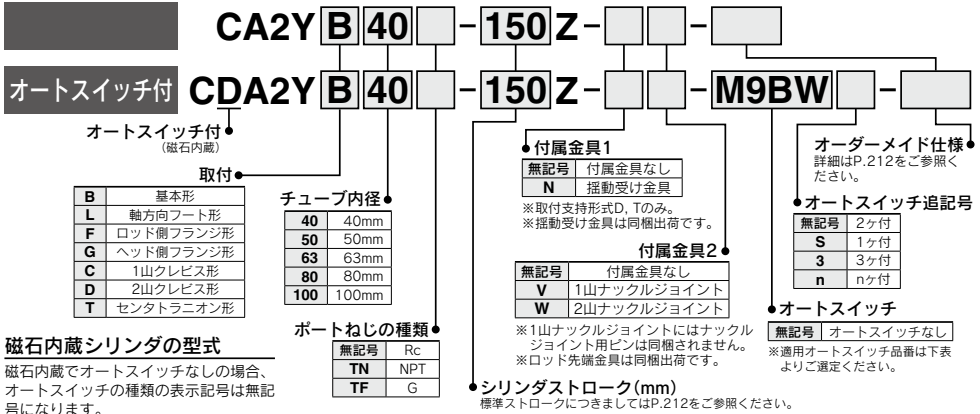 CA2Y B 40 - 150 Z - -
オートスイッチ付 CDA2Y B 40 - 150 Z - - M9BW -
オートスイッチ付
(磁石内蔵)
取付
B 基本形
L 軸方向フート形
F ロッド側フランジ形
G ヘッド側フランジ形
C 1山クレビス形
D 2山クレビス形
T センタトラニオン形
磁石内蔵シリンダの型式
磁石内蔵でオートスイッチなしの場合、
オートスイッチの種類の表示記号は無記
号になります。
チューブ内径
40 40mm
50 50mm
63 63mm
80 80mm
100 100mm
ポートねじの種類
無記号 Rc
TN NPT
TF G
シリンダストローク(mm)
標準ストロークにつきましてはP.212をご参照ください。
付属金具1
無記号 付属金具なし
N 揺動受け金具
※取付支持形式D, Tのみ。
※揺動受け金具は同梱出荷です。
付属金具2
無記号 付属金具なし
V 1山ナックルジョイント
W 2山ナックルジョイント
※1山ナックルジョイントにはナックル
ジョイント用ピンは同梱されません。
※ロッド先端金具は同梱出荷です。
オーダーメイド仕様
詳細はP.212をご参照く
ださい。
オートスイッチ追記号
無記号 2ヶ付
S 1ヶ付
3 3ヶ付
n nヶ付
オートスイッチ
無記号 オートスイッチなし
※適用オートスイッチ品番は下表
よりご選定ください。